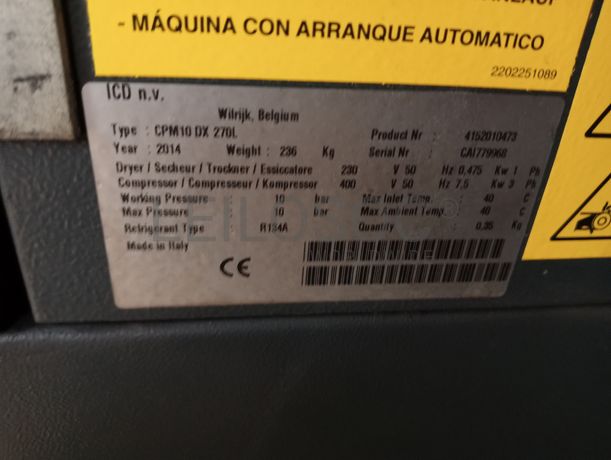 - MÁQUINA CON ARRANQUE AUTOMATICO
2202251089
ICD n.v.
Wilrijk, Belgium
Type : CPM10 DX 270L Product Nr : 4152010473
Year : 2014 Weight : 236 Kg Serial Nr : CAI779968
Dryer / Secheur / Trockner / Essiccatore 230 V 50 Hz 0,475 Kw 1 Ph
Compressor / Compresseur / Kompressor 400 V 50 Hz 7,5 Kw 3 Ph
Working Pressure : 10 bar Max Inlet Temp. : 40 C
Max Pressure : 10 bar Max Ambient Temp. : 40 C
Refrigerant Type : R134A Quantity : 0,35 Kg
Made in Italy
CE